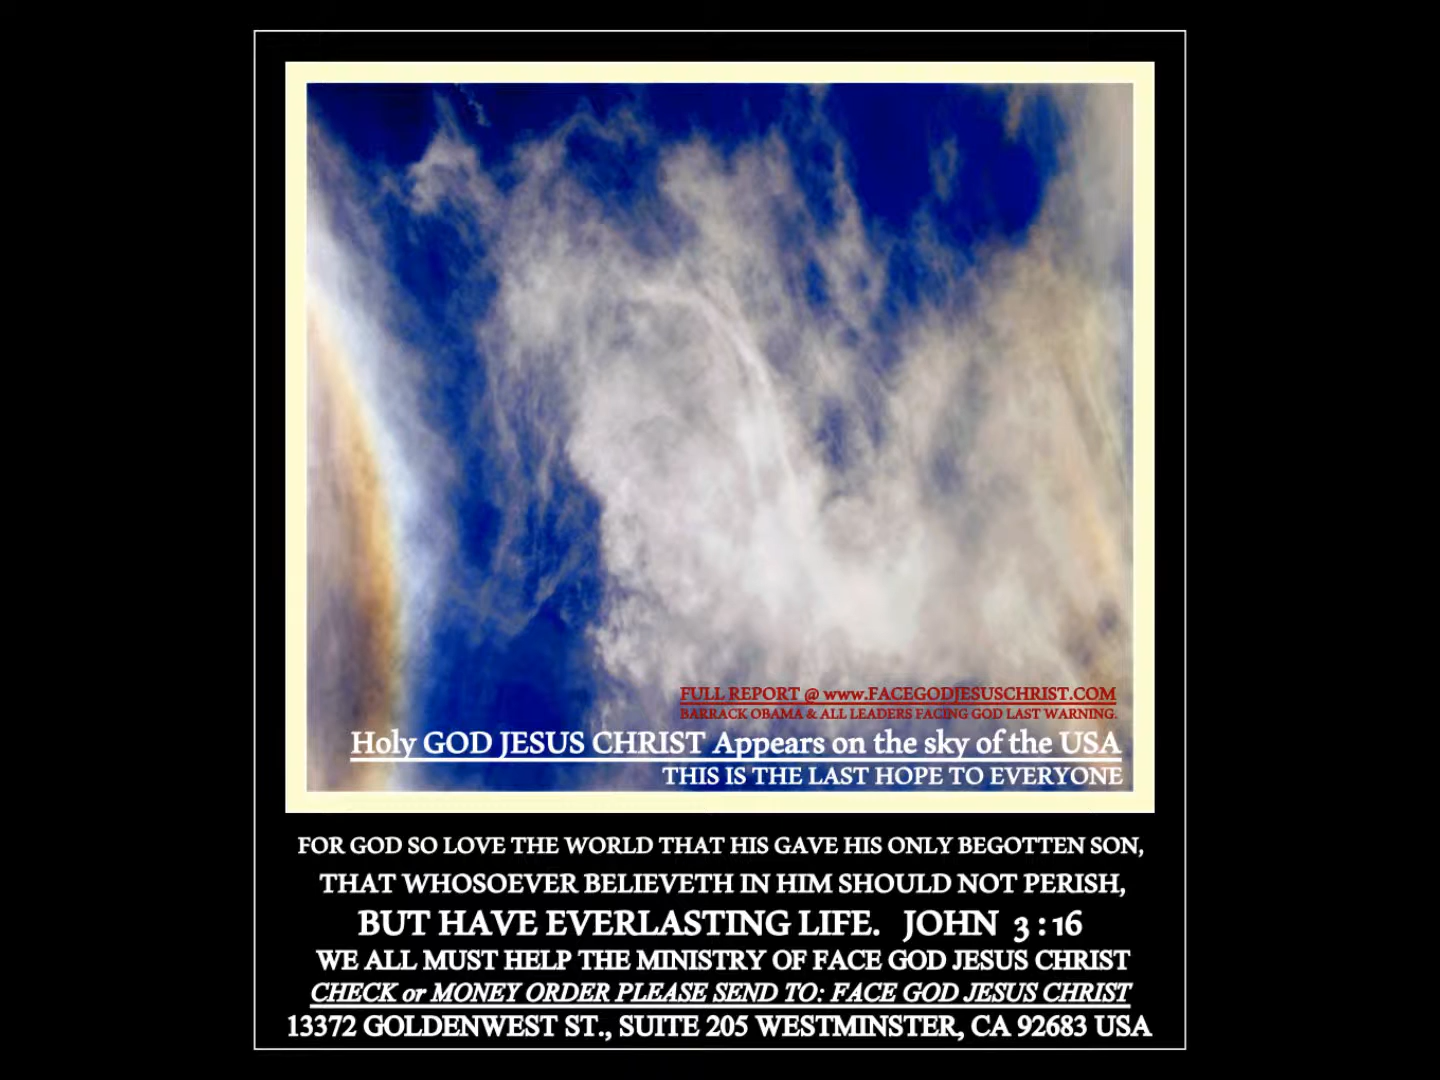 FULL REPORT @ www.FACEGODJESUSCHRIST.COM
BARRACK OBAMA & ALL LEADERS FACING GOD LAST WARNING.
Holy GOD JESUS CHRIST Appears on the sky of the USA
THIS IS THE LAST HOPE TO EVERYONE
FOR GOD SO LOVE THE WORLD THAT HIS GAVE HIS ONLY BEGOTTEN SON,
THAT WHOSOEVER BELIEVETH IN HIM SHOULD NOT PERISH,
BUT HAVE EVERLASTING LIFE. JOHN 3 : 16
WE ALL MUST HELP THE MINISTRY OF FACE GOD JESUS CHRIST
CHECK or MONEY ORDER PLEASE SEND TO: FACE GOD JESUS CHRIST
13372 GOLDENWEST ST., SUITE 205 WESTMINSTER, CA 92683 USA